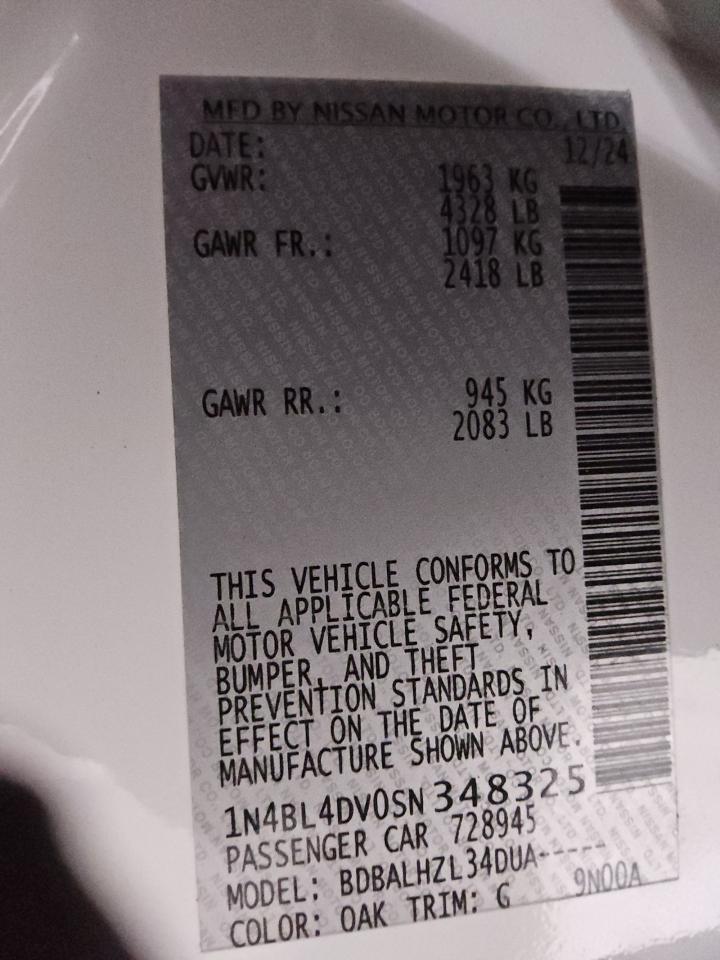 MFD BY NISSAN MOTOR CO., LTD.
DATE: 12/24
GVWR: 1963 KG
4328 LB
GAWR FR.: 1097 KG
2418 LB
GAWR RR.: 945 KG
2083 LB
THIS VEHICLE CONFORMS TO
ALL APPLICABLE FEDERAL
MOTOR VEHICLE SAFETY,
BUMPER, AND THEFT
PREVENTION STANDARDS IN
EFFECT ON THE DATE OF
MANUFACTURE SHOWN ABOVE.
1N4BL4DV0SN348325
PASSENGER CAR 728945
MODEL: BDBALHZL34DUA-----
COLOR: OAK TRIM: G 9N00A